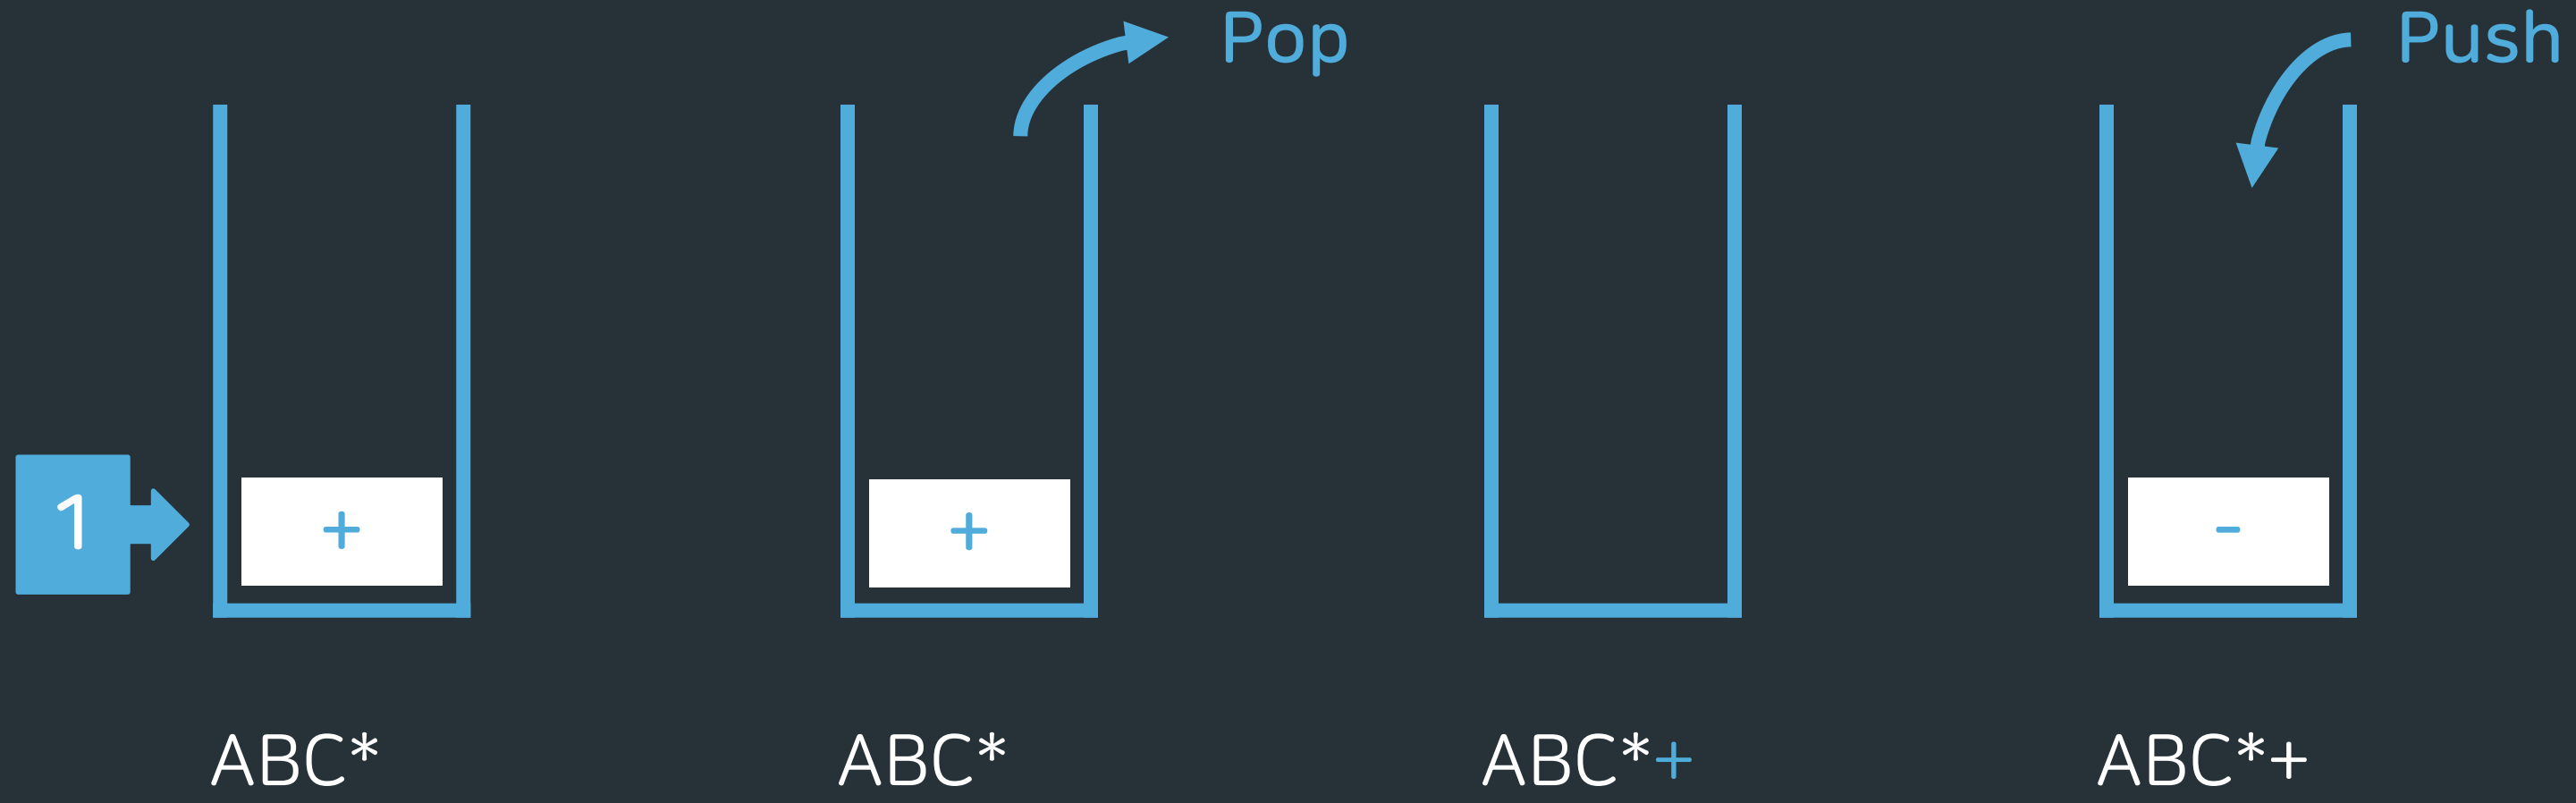 Pop
Push
1
+
+
-
ABC*
ABC*
ABC*+
ABC*+